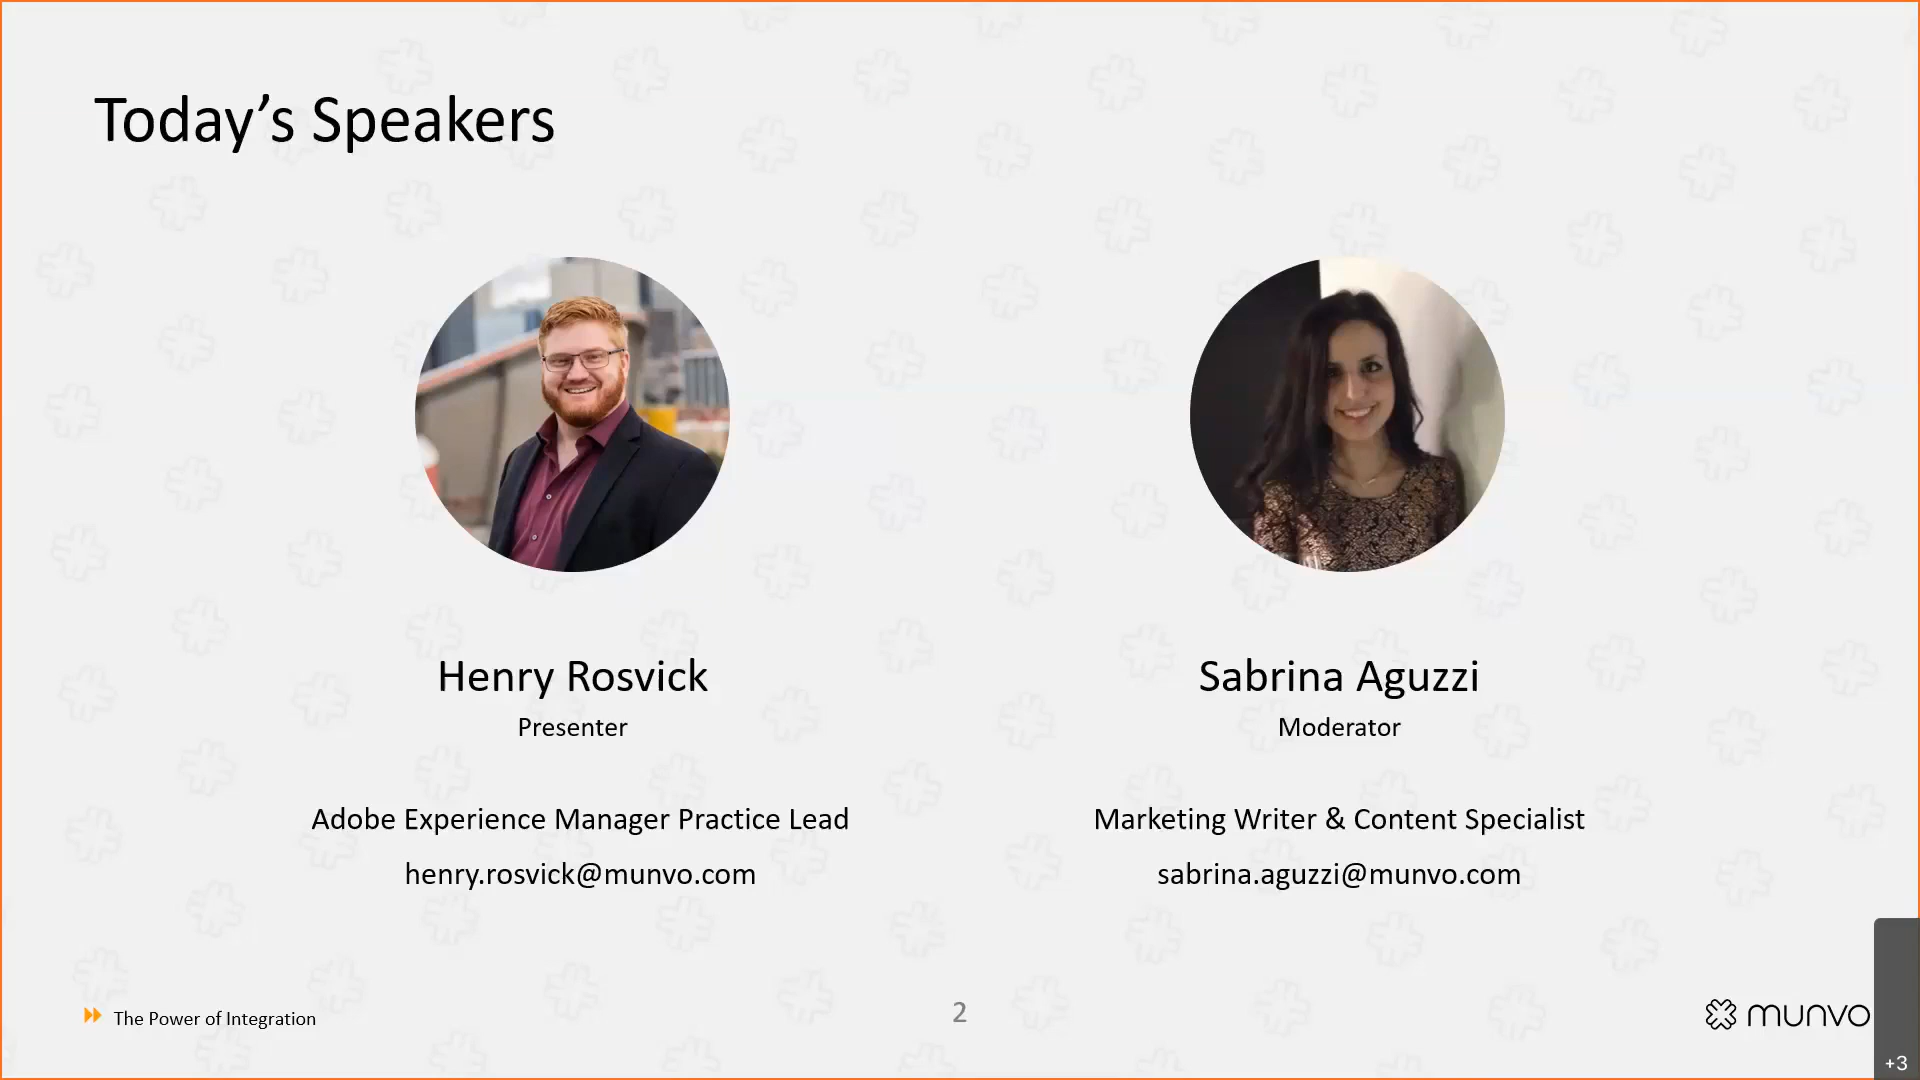 Today’s Speakers
Henry Rosvick
Presenter
Adobe Experience Manager Practice Lead
henry.rosvick@munvo.com
Sabrina Aguzzi
Moderator
Marketing Writer & Content Specialist
sabrina.aguzzi@munvo.com
The Power of Integration
2
munvo
+3